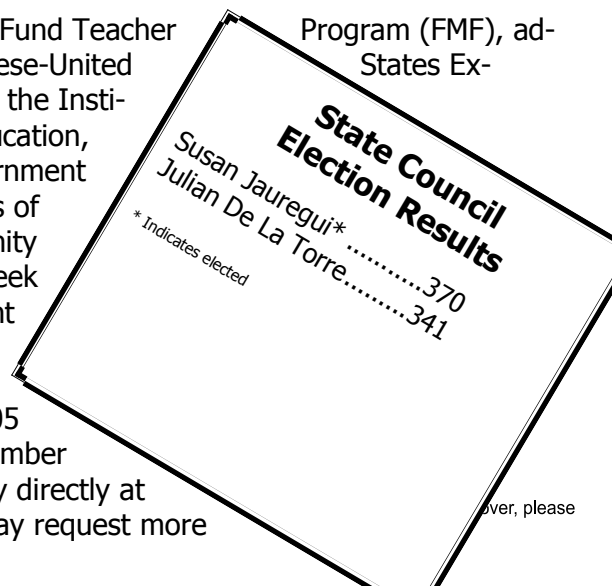 Fund Teacher Program (FMF), ad-
ese-United States Ex-
the Insti-
ucation,
rnment
s of
nity
eek
nt
05
mber
y directly at
ay request more
State Council
Election Results
Susan Jauregui*...........370
Julian De La Torre.........341
* Indicates elected
over, please